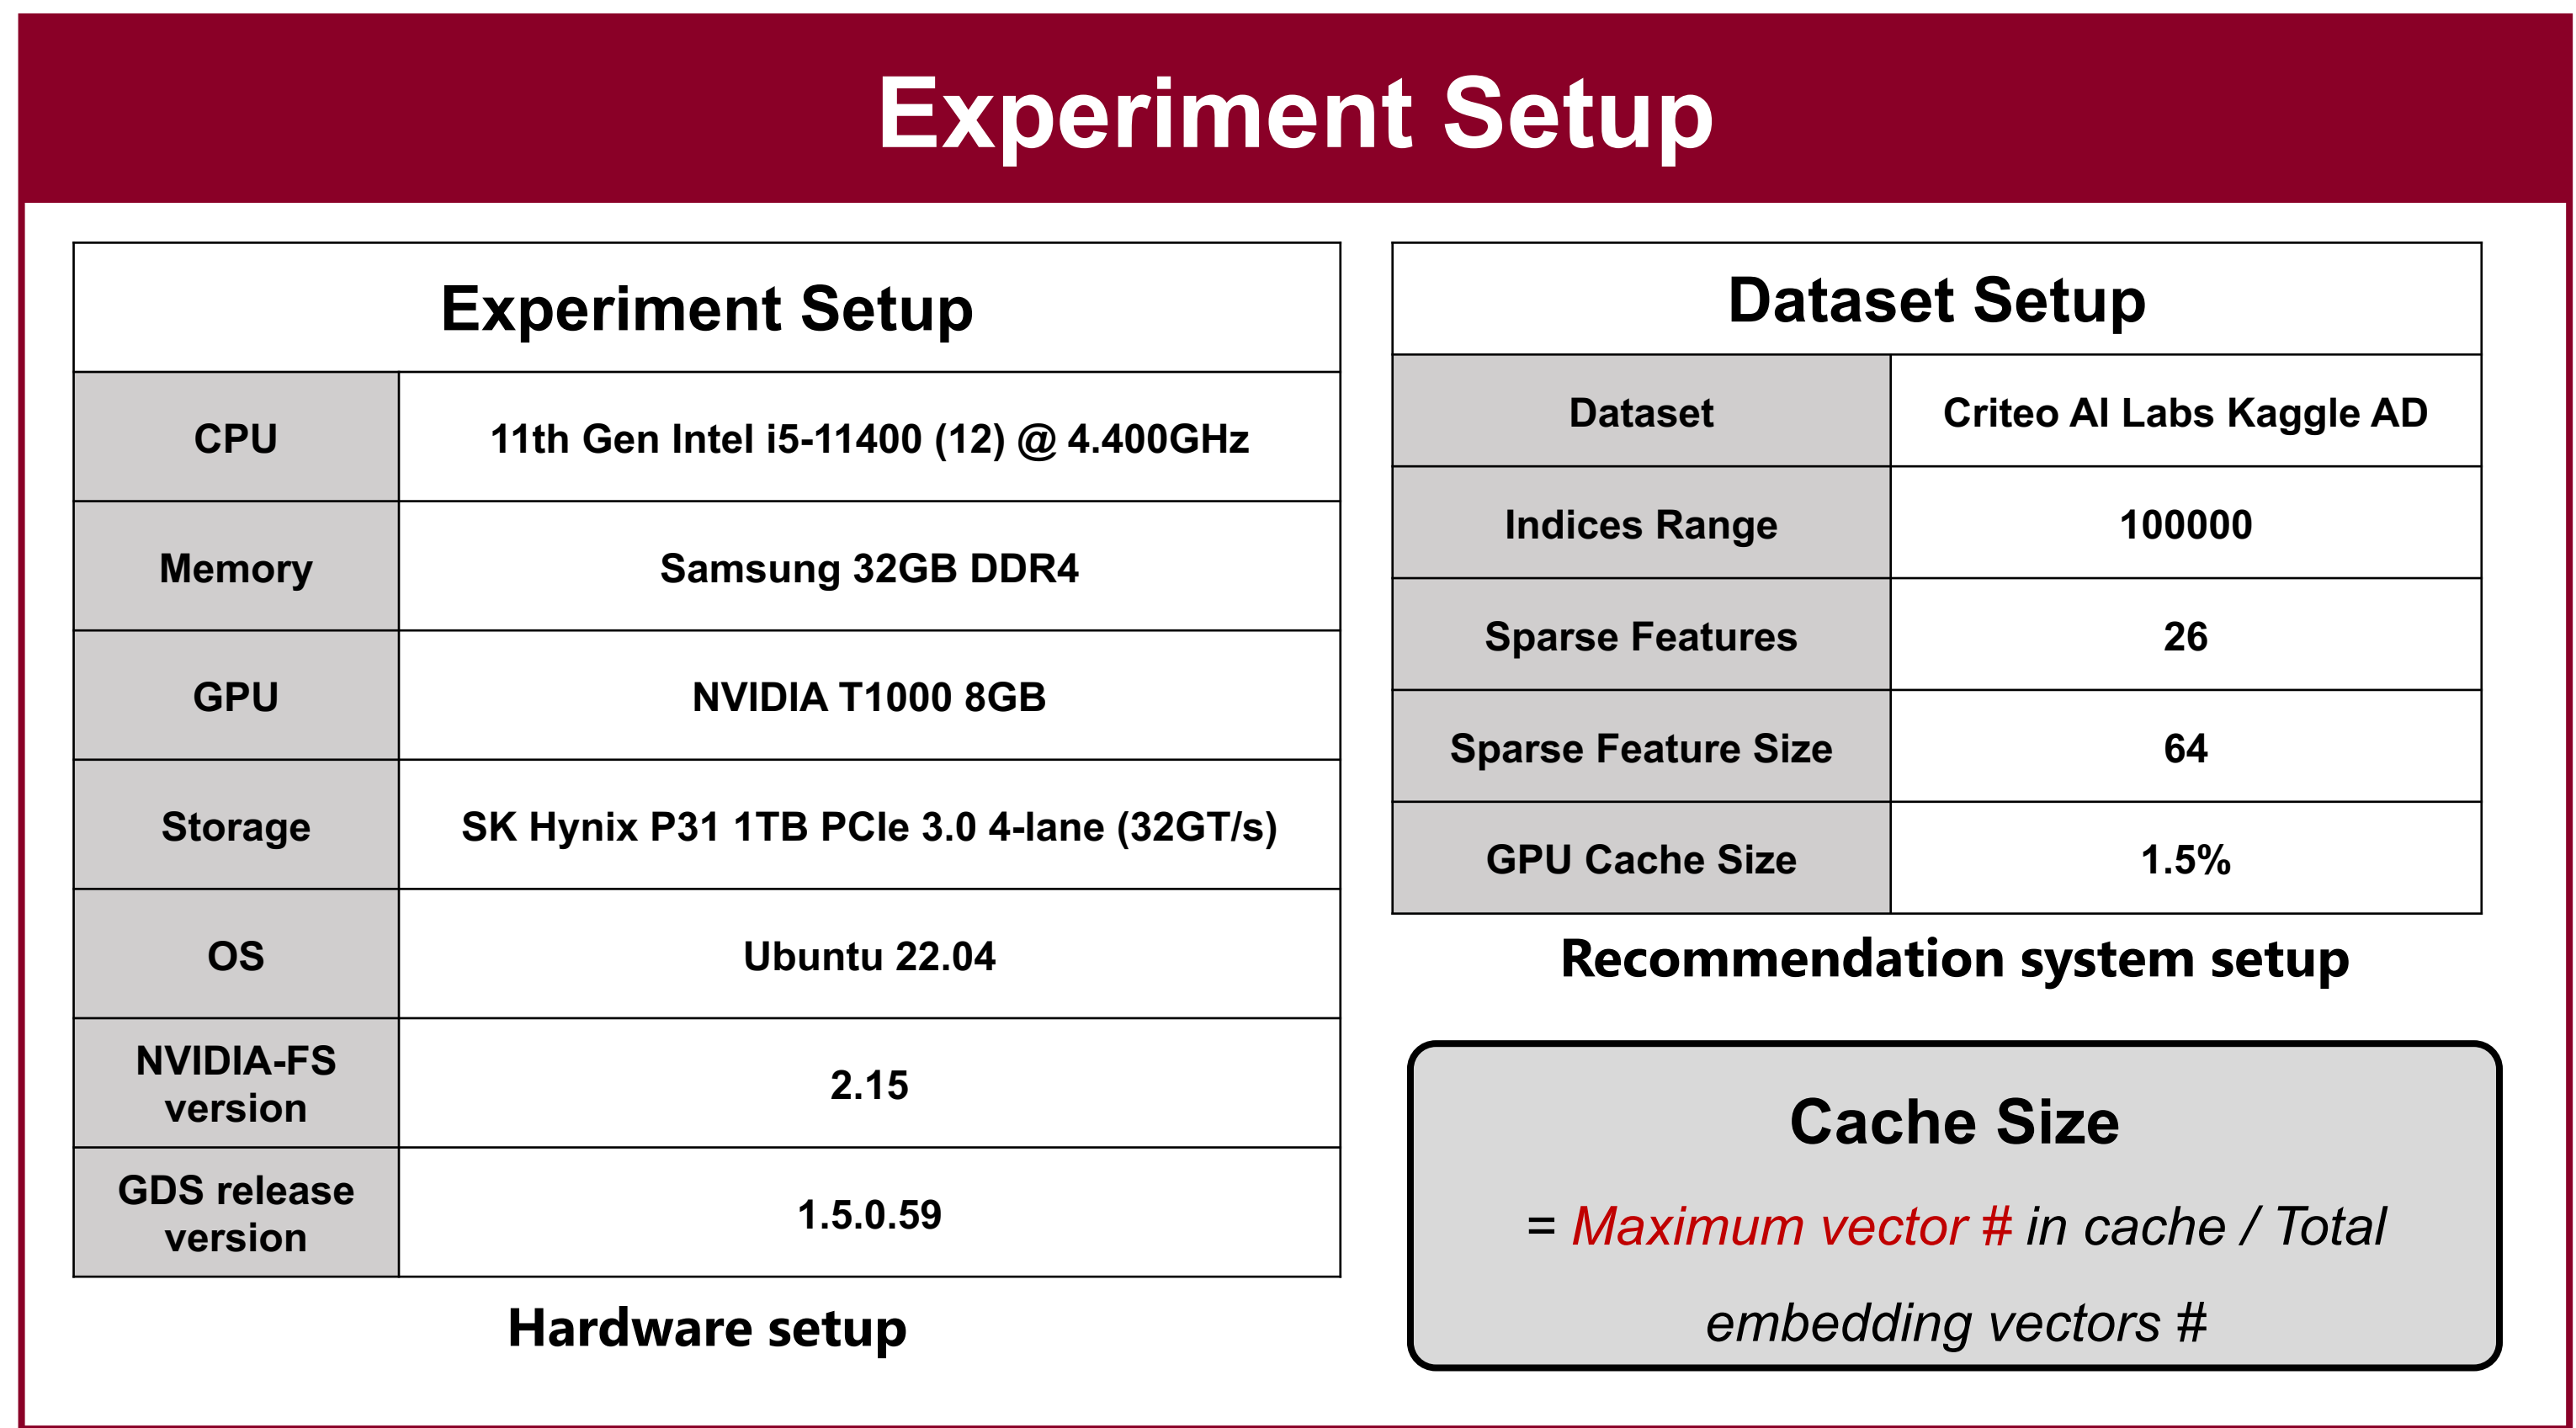 Experiment Setup
Experiment Setup
CPU
11th Gen Intel i5-11400 (12) @ 4.400GHz
Memory
Samsung 32GB DDR4
GPU
NVIDIA T1000 8GB
Storage
SK Hynix P31 1TB PCIe 3.0 4-lane (32GT/s)
OS
Ubuntu 22.04
NVIDIA-FS
version
2.15
GDS release
version
1.5.0.59
Hardware setup
Dataset Setup
Dataset
Criteo AI Labs Kaggle AD
Indices Range
100000
Sparse Features
26
Sparse Feature Size
64
GPU Cache Size
1.5%
Recommendation system setup
Cache Size
= Maximum vector # in cache / Total
embedding vectors #